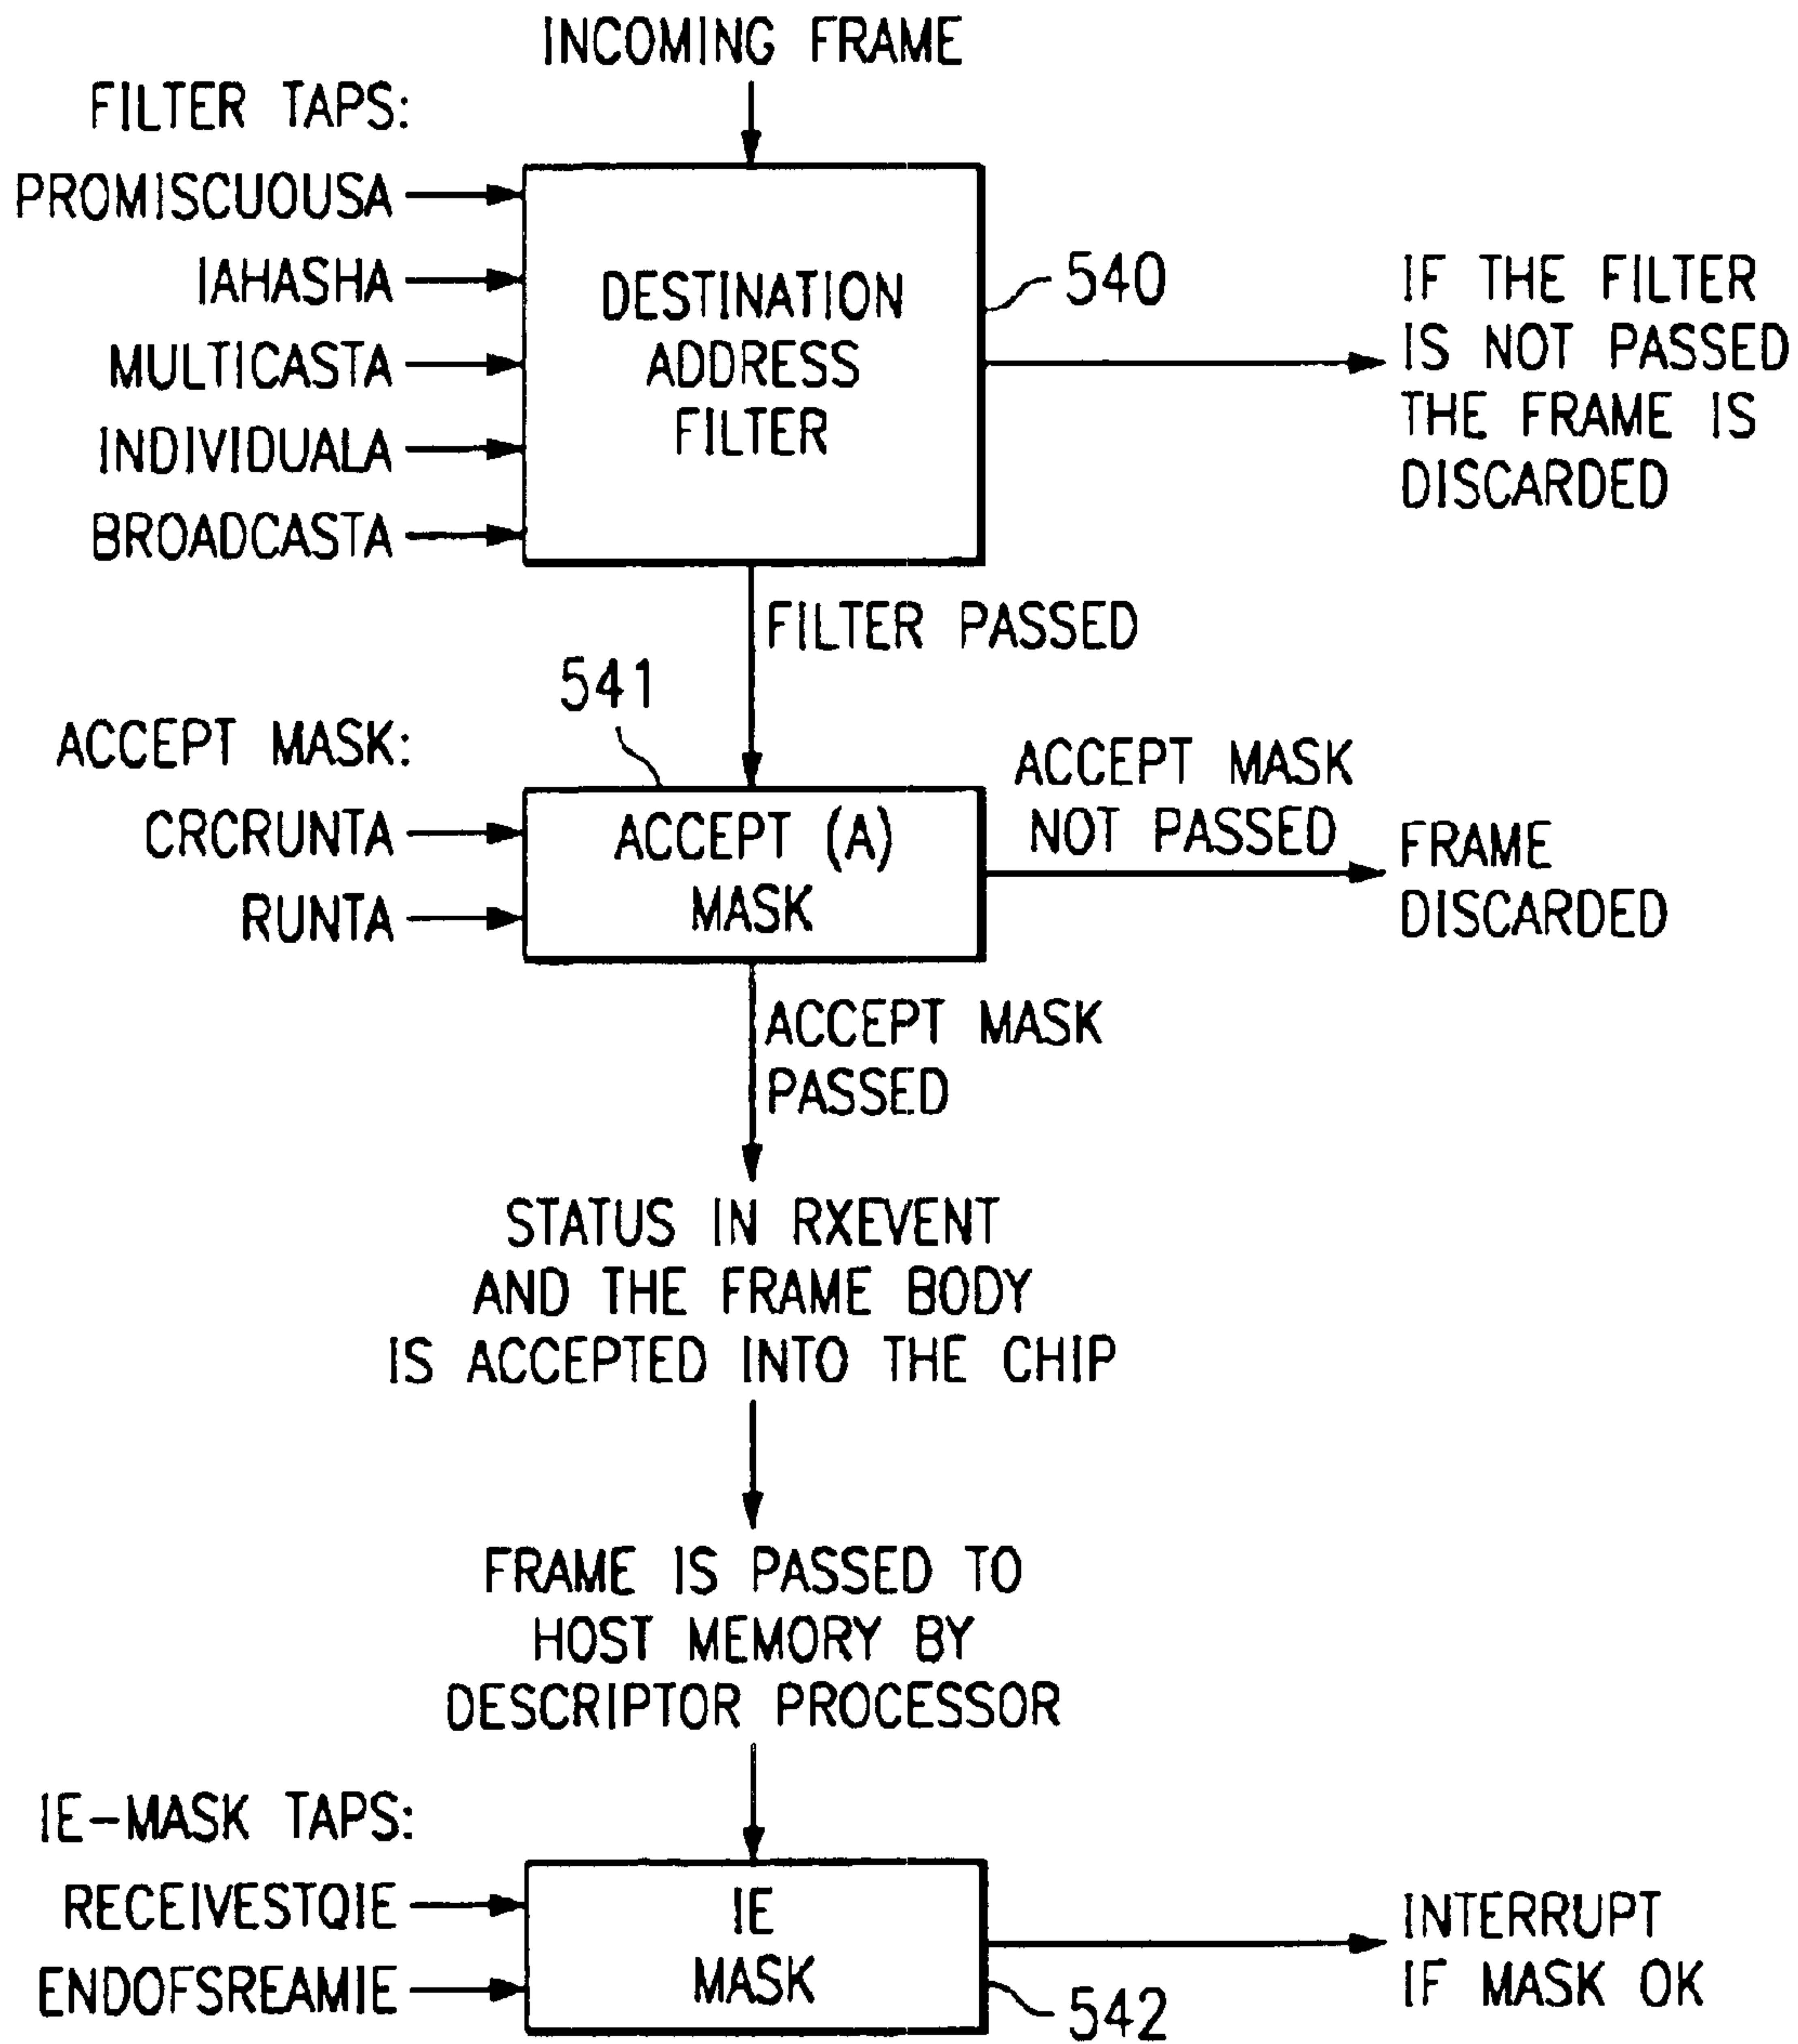 INCOMING FRAME
FILTER TAPS:
PROMISCUOUSA
IAHASHA
MULTICASTA
INDIVIDUALA
BROADCASTA
DESTINATION
ADDRESS
FILTER
540
IF THE FILTER
IS NOT PASSED
THE FRAME IS
DISCARDED
FILTER PASSED
541
ACCEPT MASK:
CRCRUNTA
RUNTA
ACCEPT (A)
MASK
ACCEPT MASK
NOT PASSED
FRAME
DISCARDED
ACCEPT MASK
PASSED
STATUS IN RXEVENT
AND THE FRAME BODY
IS ACCEPTED INTO THE CHIP
FRAME IS PASSED TO
HOST MEMORY BY
DESCRIPTOR PROCESSOR
IE-MASK TAPS:
RECEIVESTQIE
ENDOFSREAMIE
IE
MASK
542
INTERRUPT
IF MASK OK